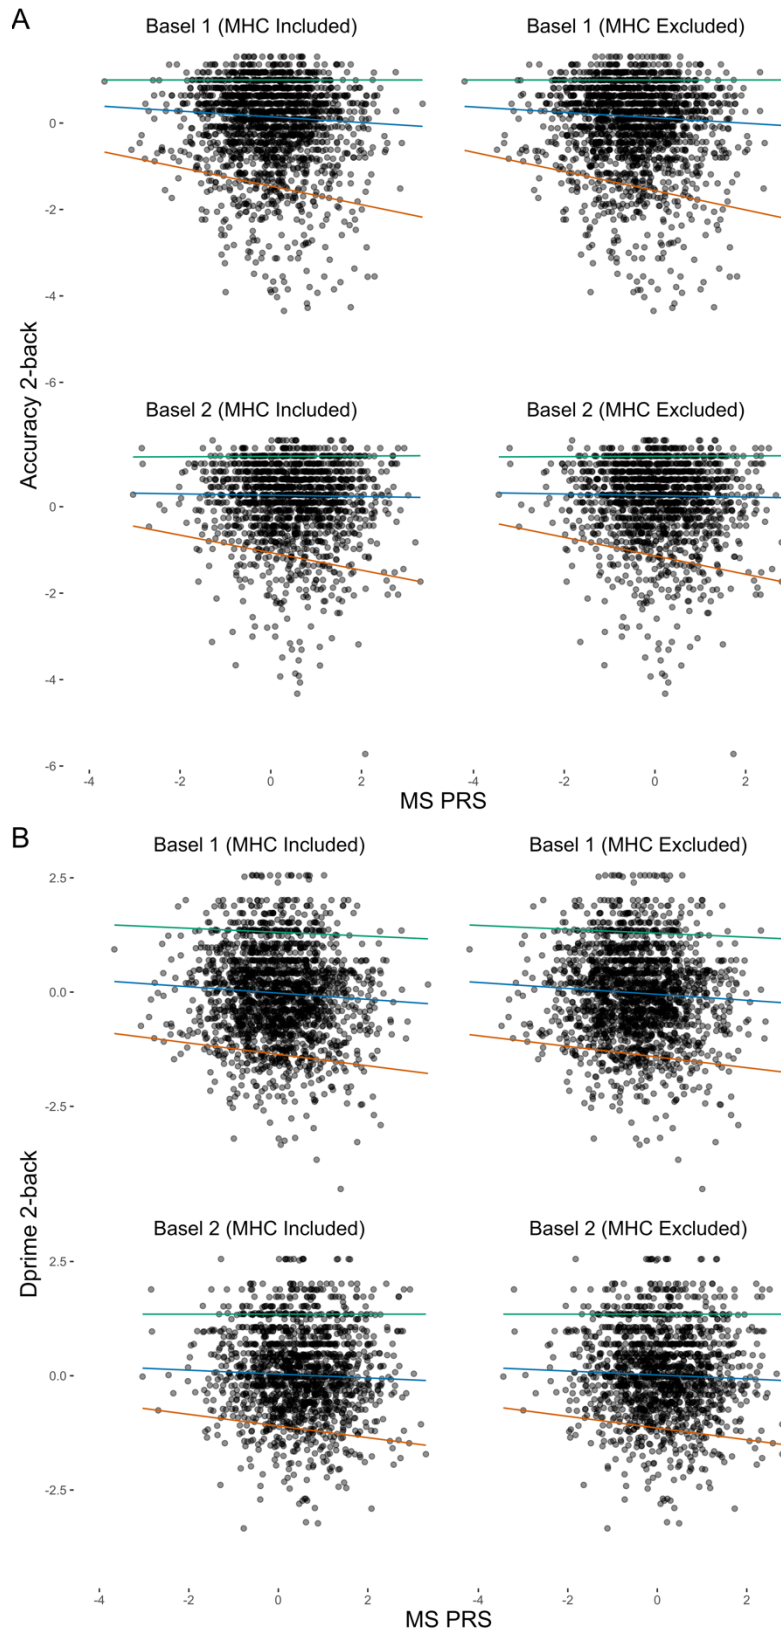 A
Basel 1 (MHC Included)
Basel 1 (MHC Excluded)
0
-2
-4
-6
Accuracy 2-back
Basel 2 (MHC Included)
Basel 2 (MHC Excluded)
0
-2
-4
-6
-4 -2 0 2 -4 -2 0 2
MS PRS
B
Basel 1 (MHC Included)
Basel 1 (MHC Excluded)
2.5
0.0
-2.5
Dprime 2-back
Basel 2 (MHC Included)
Basel 2 (MHC Excluded)
2.5
0.0
-2.5
-4 -2 0 2 -4 -2 0 2
MS PRS